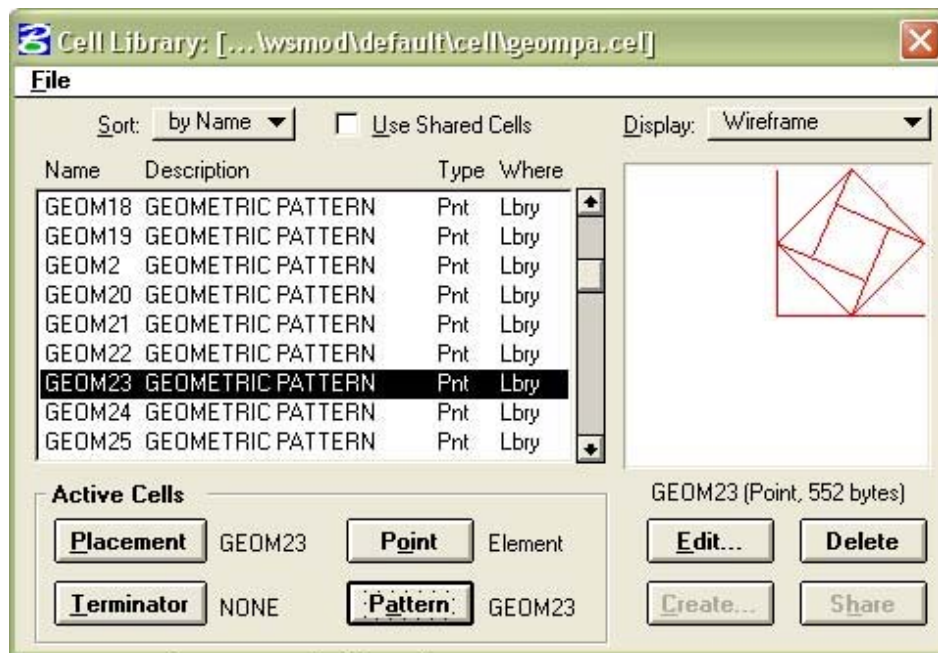 Cell Library: [...\wsmod\default\cell\geompa.cel]
File
Sort: by Name Use Shared Cells Display: Wireframe
Name Description Type Where
GEOM18 GEOMETRIC PATTERN Pnt Lbry
GEOM19 GEOMETRIC PATTERN Pnt Lbry
GEOM2 GEOMETRIC PATTERN Pnt Lbry
GEOM20 GEOMETRIC PATTERN Pnt Lbry
GEOM21 GEOMETRIC PATTERN Pnt Lbry
GEOM22 GEOMETRIC PATTERN Pnt Lbry
GEOM23 GEOMETRIC PATTERN Pnt Lbry
GEOM24 GEOMETRIC PATTERN Pnt Lbry
GEOM25 GEOMETRIC PATTERN Pnt Lbry
GEOM23 (Point, 552 bytes)
Active Cells
Placement GEOM23 Point Element Edit... Delete
Terminator NONE Pattern GEOM23 Create... Share